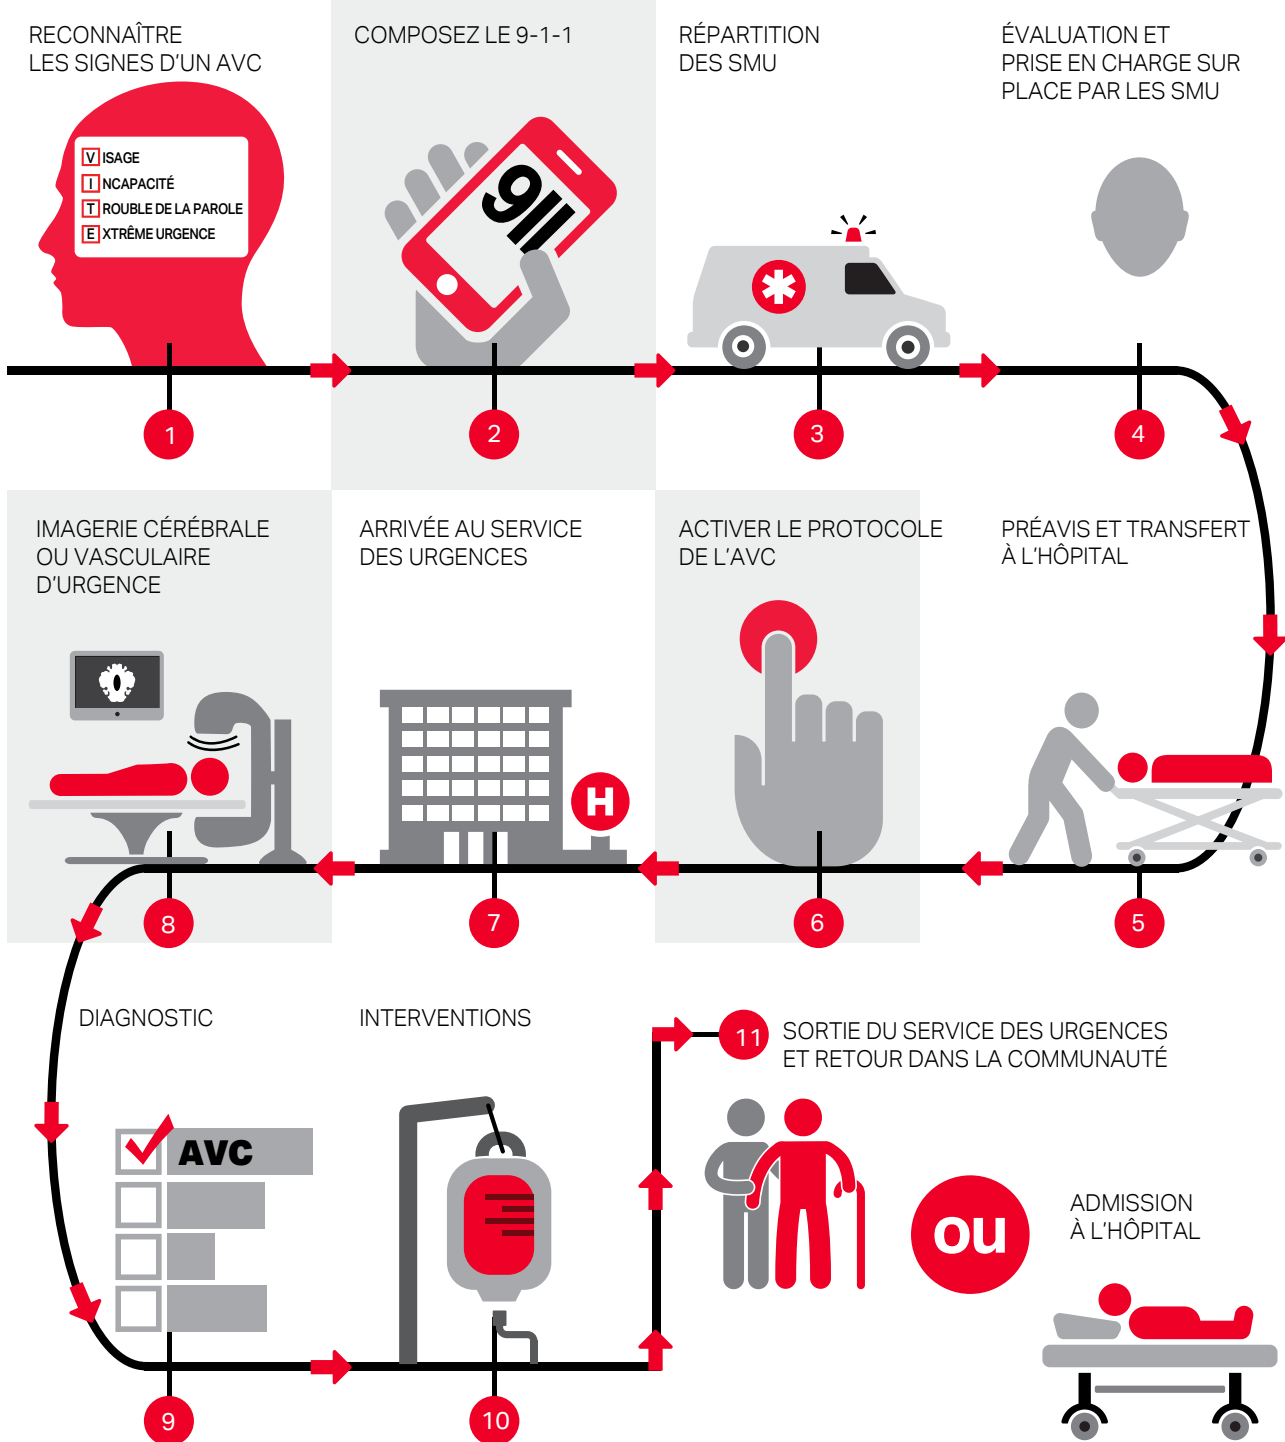 RECONNAÎTRE
LES SIGNES D'UN AVC
V ISAGE
I NCAPACITÉ
T ROUBLE DE LA PAROLE
E XTRÊME URGENCE
1
COMPOSEZ LE 9-1-1
911
2
RÉPARTITION
DES SMU
3
ÉVALUATION ET
PRISE EN CHARGE SUR
PLACE PAR LES SMU
4
PRÉAVIS ET TRANSFERT
À L'HÔPITAL
5
ACTIVER LE PROTOCOLE
DE L'AVC
6
ARRIVÉE AU SERVICE
DES URGENCES
H
7
IMAGERIE CÉRÉBRALE
OU VASCULAIRE
D'URGENCE
8
DIAGNOSTIC
AVC
9
INTERVENTIONS
10
11
SORTIE DU SERVICE DES URGENCES
ET RETOUR DANS LA COMMUNAUTÉ
ou
ADMISSION
À L'HÔPITAL